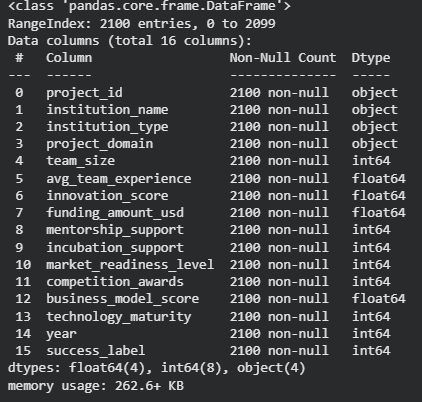 <class 'pandas.core.frame.DataFrame'>
RangeIndex: 2100 entries, 0 to 2099
Data columns (total 16 columns):
 #   Column                  Non-Null Count  Dtype
---  ------                  --------------  -----
 0   project_id              2100 non-null   object
 1   institution_name        2100 non-null   object
 2   institution_type        2100 non-null   object
 3   project_domain          2100 non-null   object
 4   team_size               2100 non-null   int64
 5   avg_team_experience     2100 non-null   float64
 6   innovation_score        2100 non-null   float64
 7   funding_amount_usd      2100 non-null   float64
 8   mentorship_support      2100 non-null   int64
 9   incubation_support      2100 non-null   int64
 10  market_readiness_level  2100 non-null   int64
 11  competition_awards      2100 non-null   int64
 12  business_model_score    2100 non-null   float64
 13  technology_maturity     2100 non-null   int64
 14  year                    2100 non-null   int64
 15  success_label           2100 non-null   int64
dtypes: float64(4), int64(8), object(4)
memory usage: 262.6+ KB